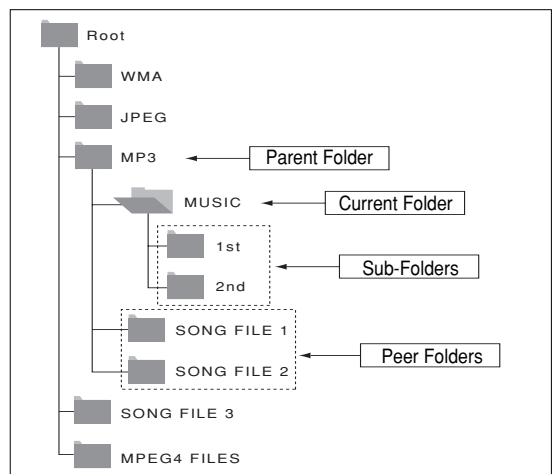 Root
WMA
JPEG
MP3
Parent Folder
MUSIC
Current Folder
1st
Sub-Folders
2nd
SONG FILE 1
Peer Folders
SONG FILE 2
SONG FILE 3
MPEG4 FILES